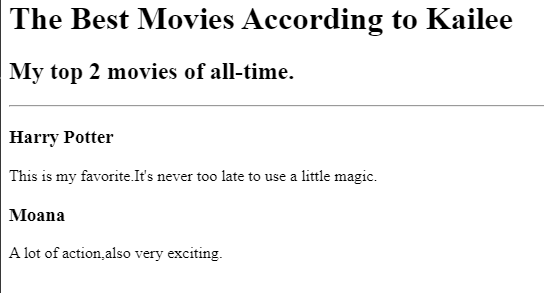 The Best Movies According to Kailee
My top 2 movies of all-time.
Harry Potter
This is my favorite.It's never too late to use a little magic.
Moana
A lot of action,also very exciting.